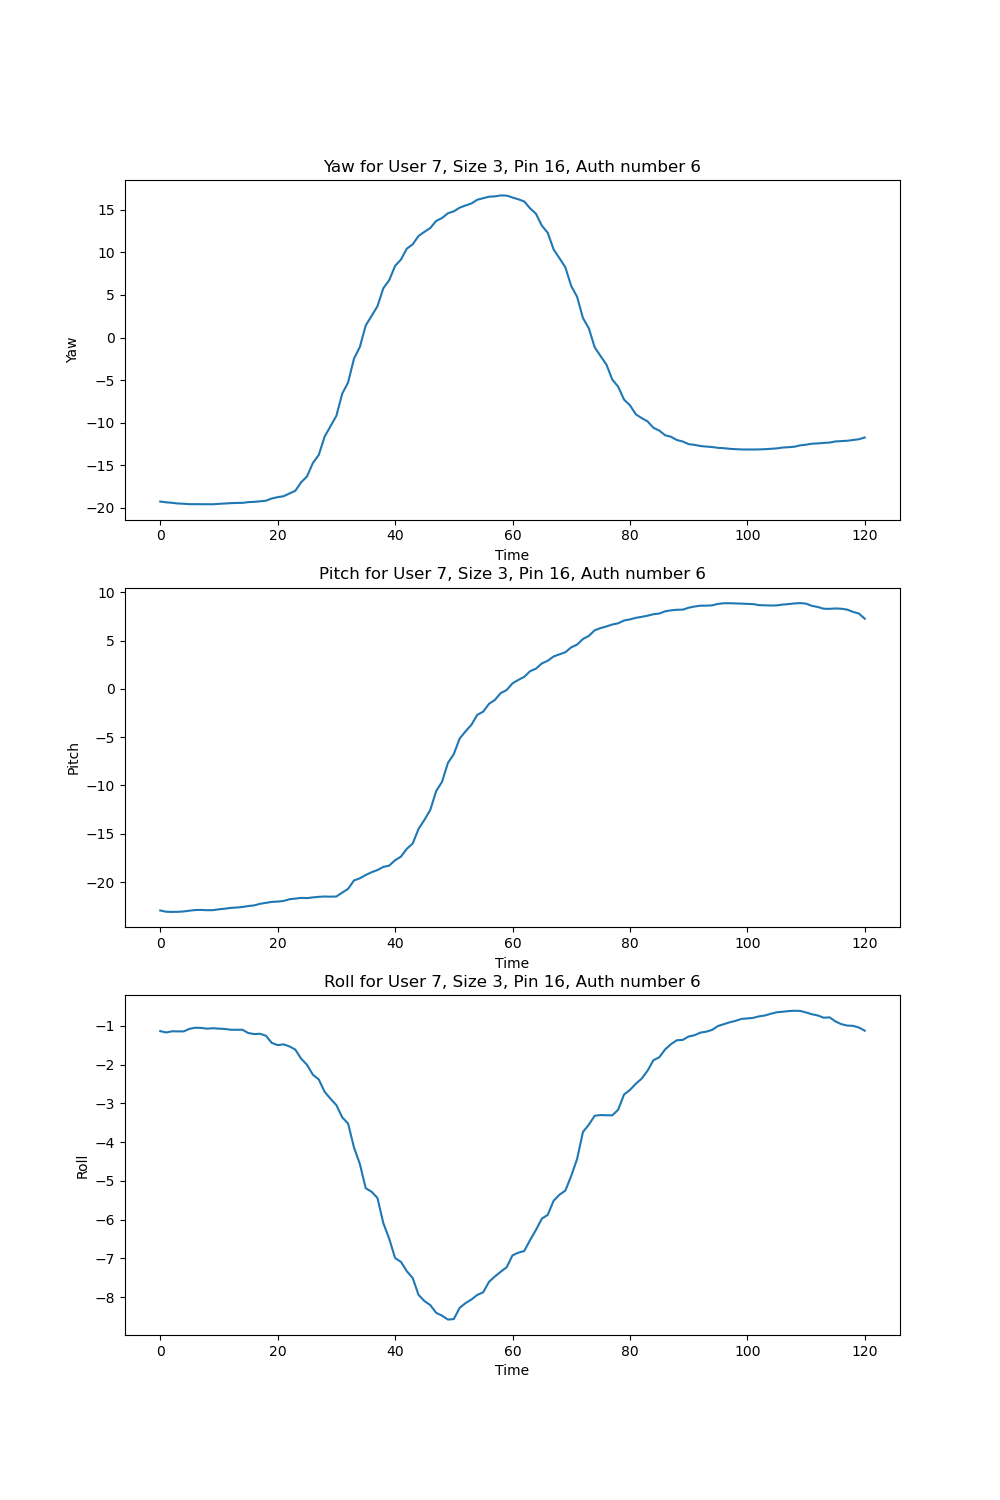 Yaw for User 7, Size 3, Pin 16, Auth number 6
15
10
5
0
−5
−10
−15
−20
Yaw
0 20 40 60 80 100 120
Time
Pitch for User 7, Size 3, Pin 16, Auth number 6
10
5
0
−5
−10
−15
−20
Pitch
0 20 40 60 80 100 120
Time
Roll for User 7, Size 3, Pin 16, Auth number 6
−1
−2
−3
−4
−5
−6
−7
−8
Roll
0 20 40 60 80 100 120
Time